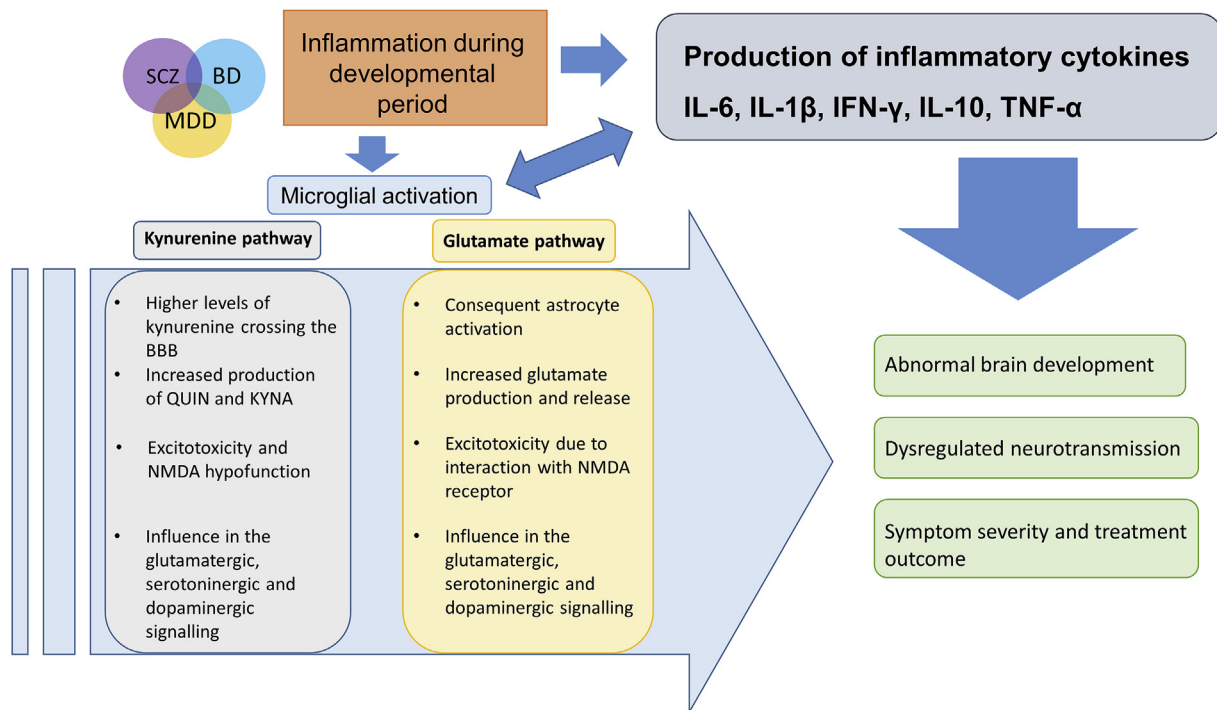 SCZ
BD
MDD
Inflammation during
developmental
period
Production of inflammatory cytokines
IL-6, IL-1β, IFN-γ, IL-10, TNF-α
Microglial activation
Kynurenine pathway
Higher levels of
kynurenine crossing the
BBB
Increased production
of QUIN and KYNA
Excitotoxicity and
NMDA hypofunction
Influence in the
glutamatergic,
serotoninergic and
dopaminergic
signalling
Glutamate pathway
Consequent astrocyte
activation
Increased glutamate
production and release
Excitotoxicity due to
interaction with NMDA
receptor
Influence in the
glutamatergic,
serotoninergic and
dopaminergic signalling
Abnormal brain development
Dysregulated neurotransmission
Symptom severity and treatment
outcome